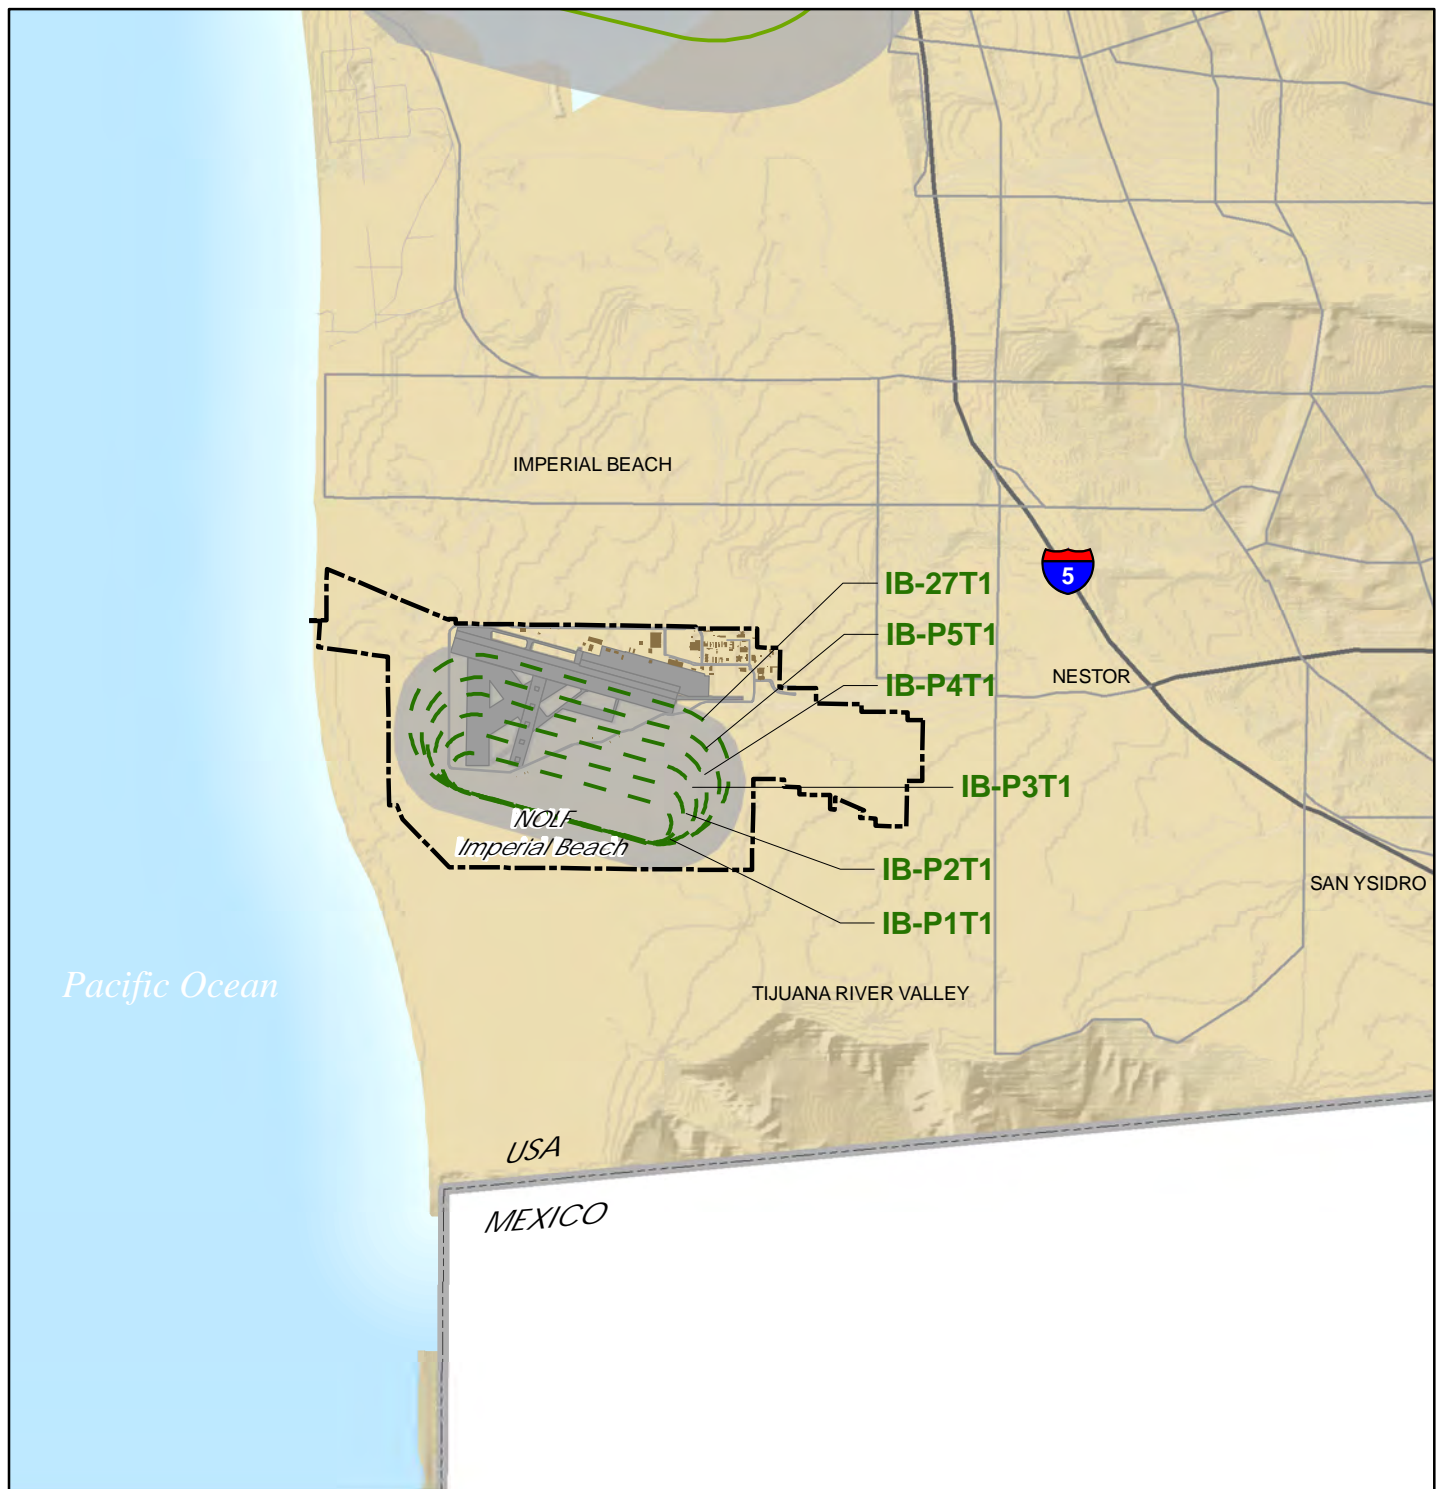 IMPERIAL BEACH
5
IB-27T1
IB-P5T1
NESTOR
IB-P4T1
IB-P3T1
NOLF
Imperial Beach
IB-P2T1
SAN YSIDRO
IB-P1T1
Pacific Ocean
TIJUANA RIVER VALLEY
USA
MEXICO